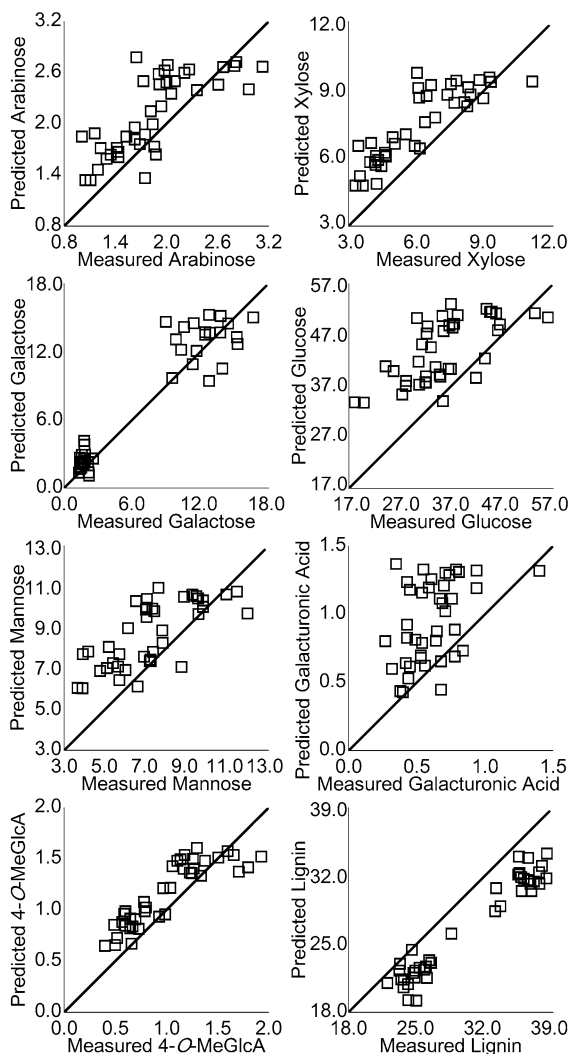 3.2
2.6
2.0
1.4
0.8
Predicted Arabinose
0.8 1.4 2.0 2.6 3.2
Measured Arabinose
12.0
9.0
6.0
3.0
Predicted Xylose
3.0 6.0 9.0 12.0
Measured Xylose
18.0
12.0
6.0
0.0
Predicted Galactose
0.0 6.0 12.0 18.0
Measured Galactose
57.0
47.0
37.0
27.0
17.0
Predicted Glucose
17.0 27.0 37.0 47.0 57.0
Measured Glucose
13.0
11.0
9.0
7.0
5.0
3.0
Predicted Mannose
3.0 5.0 7.0 9.0 11.0 13.0
Measured Mannose
1.5
1.0
0.5
0.0
Predicted Galacturonic Acid
0.0 0.5 1.0 1.5
Measured Galacturonic Acid
2.0
1.5
1.0
0.5
0.0
Predicted 4-O-MeGlcA
0.0 0.5 1.0 1.5 2.0
Measured 4-O-MeGlcA
39.0
32.0
25.0
18.0
Predicted Lignin
18.0 25.0 32.0 39.0
Measured Lignin